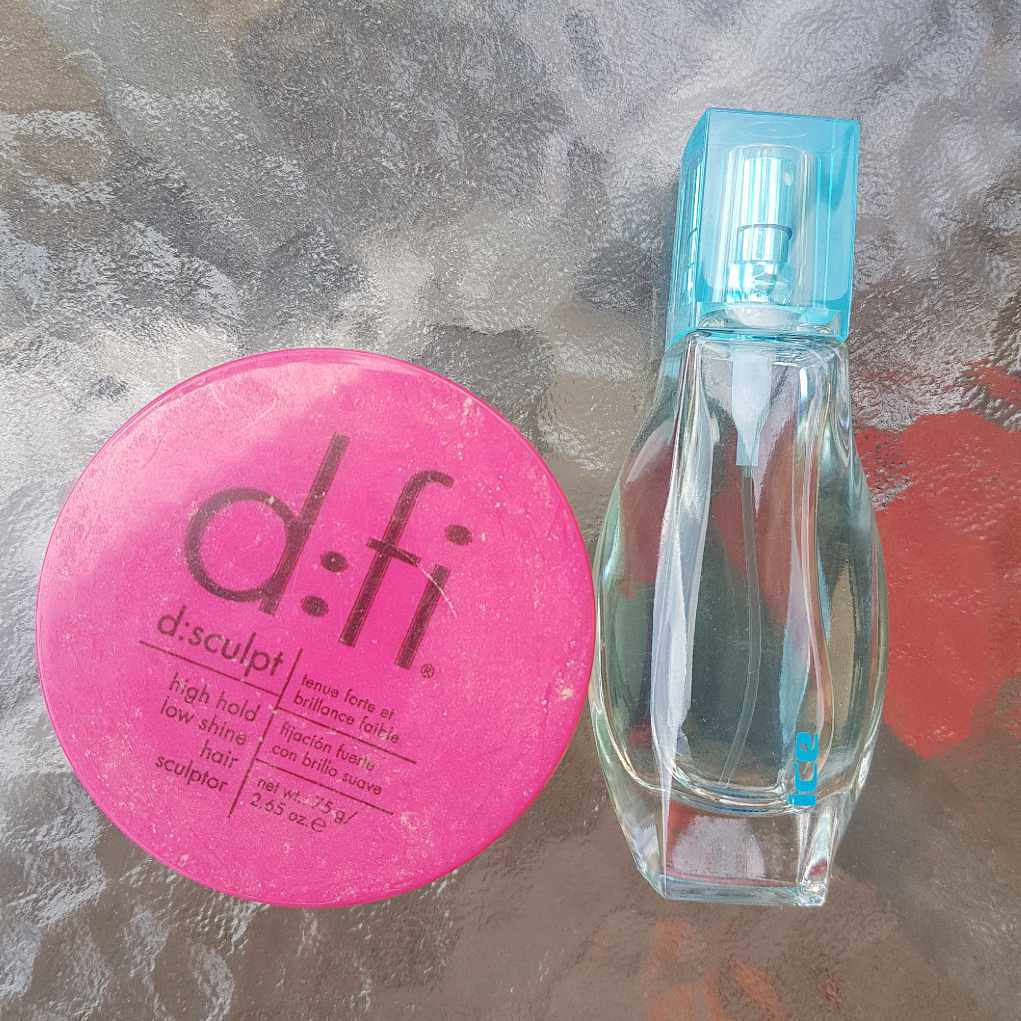 d:fi®
d:sculpt
high hold
low shine
hair
sculptor
tenue forte et
brillance faible
fijación fuerte
con brillo suave
net wt. 75 g/
2.65 oz. ℮
ice